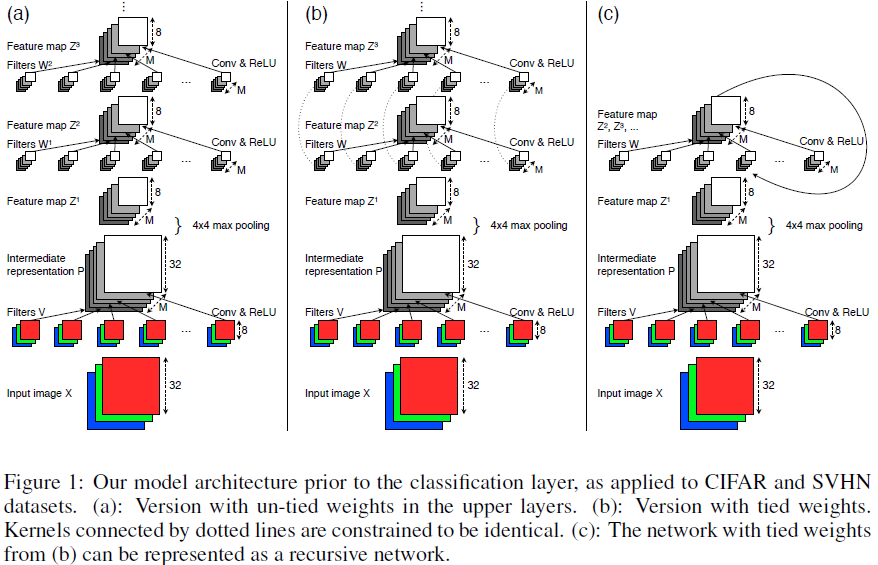 (a)
⋮
8
Feature map Z³
M
Filters W²
Conv & ReLU
...
M
8
Feature map Z²
M
Filters W¹
Conv & ReLU
...
M
8
Feature map Z¹
M
} 4x4 max pooling
Intermediate
representation P
32
M
Filters V
Conv & ReLU
...
8
Input image X
32
(b)
⋮
8
Feature map Z³
M
Filters W
Conv & ReLU
...
M
8
Feature map Z²
M
Filters W
Conv & ReLU
...
M
8
Feature map Z¹
M
} 4x4 max pooling
Intermediate
representation P
32
M
Filters V
Conv & ReLU
...
8
Input image X
32
(c)
8
Feature map
Z², Z³, ...
M
Filters W
Conv & ReLU
...
M
8
Feature map Z¹
M
} 4x4 max pooling
Intermediate
representation P
32
M
Filters V
Conv & ReLU
...
8
Input image X
32
Figure 1: Our model architecture prior to the classification layer, as applied to CIFAR and SVHN
datasets. (a): Version with un-tied weights in the upper layers. (b): Version with tied weights.
Kernels connected by dotted lines are constrained to be identical. (c): The network with tied weights
from (b) can be represented as a recursive network.